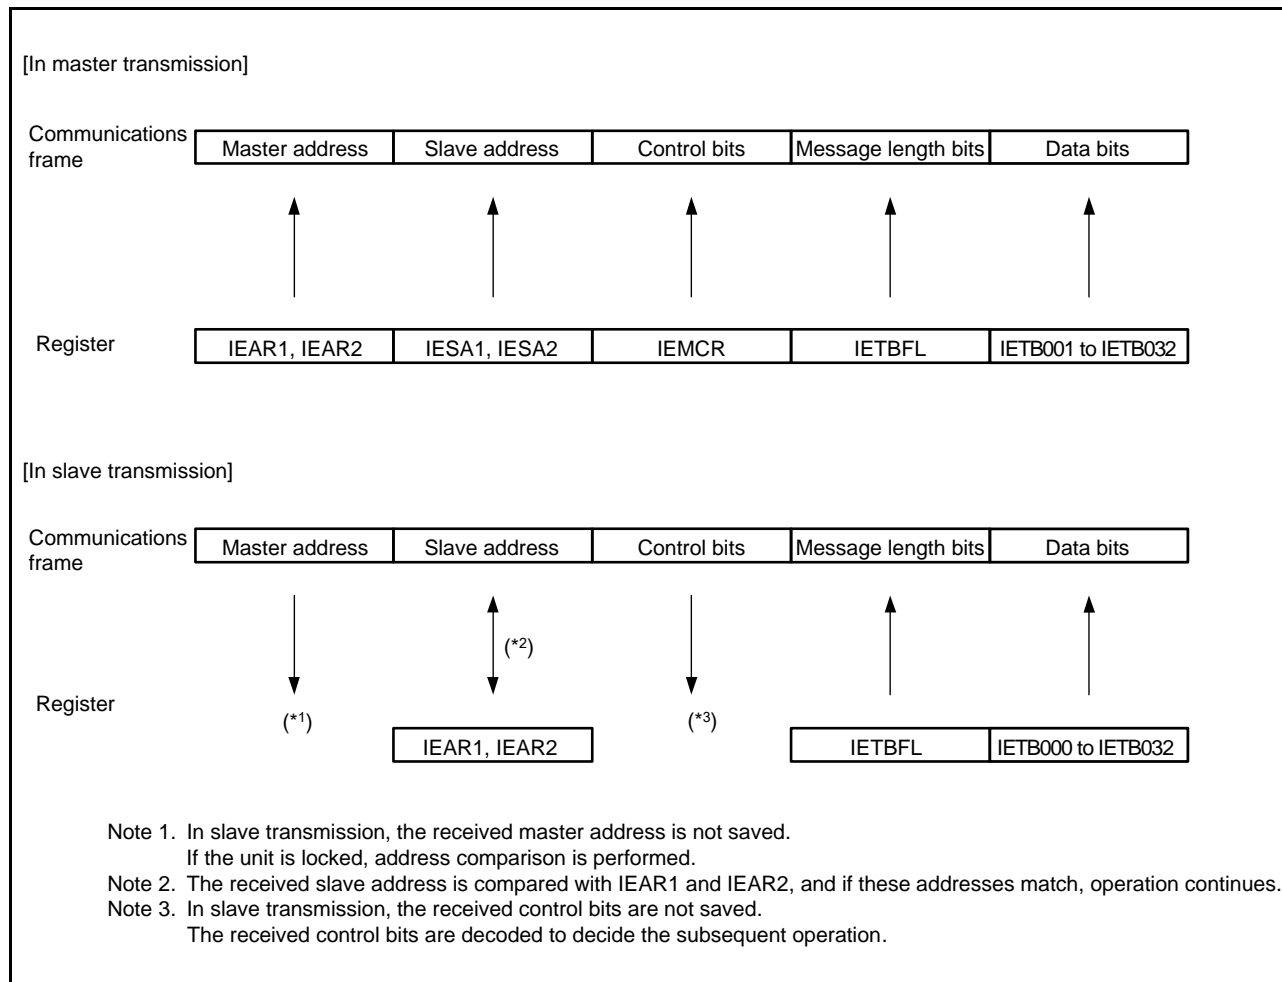 [In master transmission]
Communications
frame
Master address Slave address Control bits Message length bits Data bits
Register
IEAR1, IEAR2 IESA1, IESA2 IEMCR IETBFL IETB001 to IETB032
[In slave transmission]
Communications
frame
Master address Slave address Control bits Message length bits Data bits
(*2)
Register
(*1) (*3)
IEAR1, IEAR2 IETBFL IETB000 to IETB032
Note 1. In slave transmission, the received master address is not saved.
If the unit is locked, address comparison is performed.
Note 2. The received slave address is compared with IEAR1 and IEAR2, and if these addresses match, operation continues.
Note 3. In slave transmission, the received control bits are not saved.
The received control bits are decoded to decide the subsequent operation.